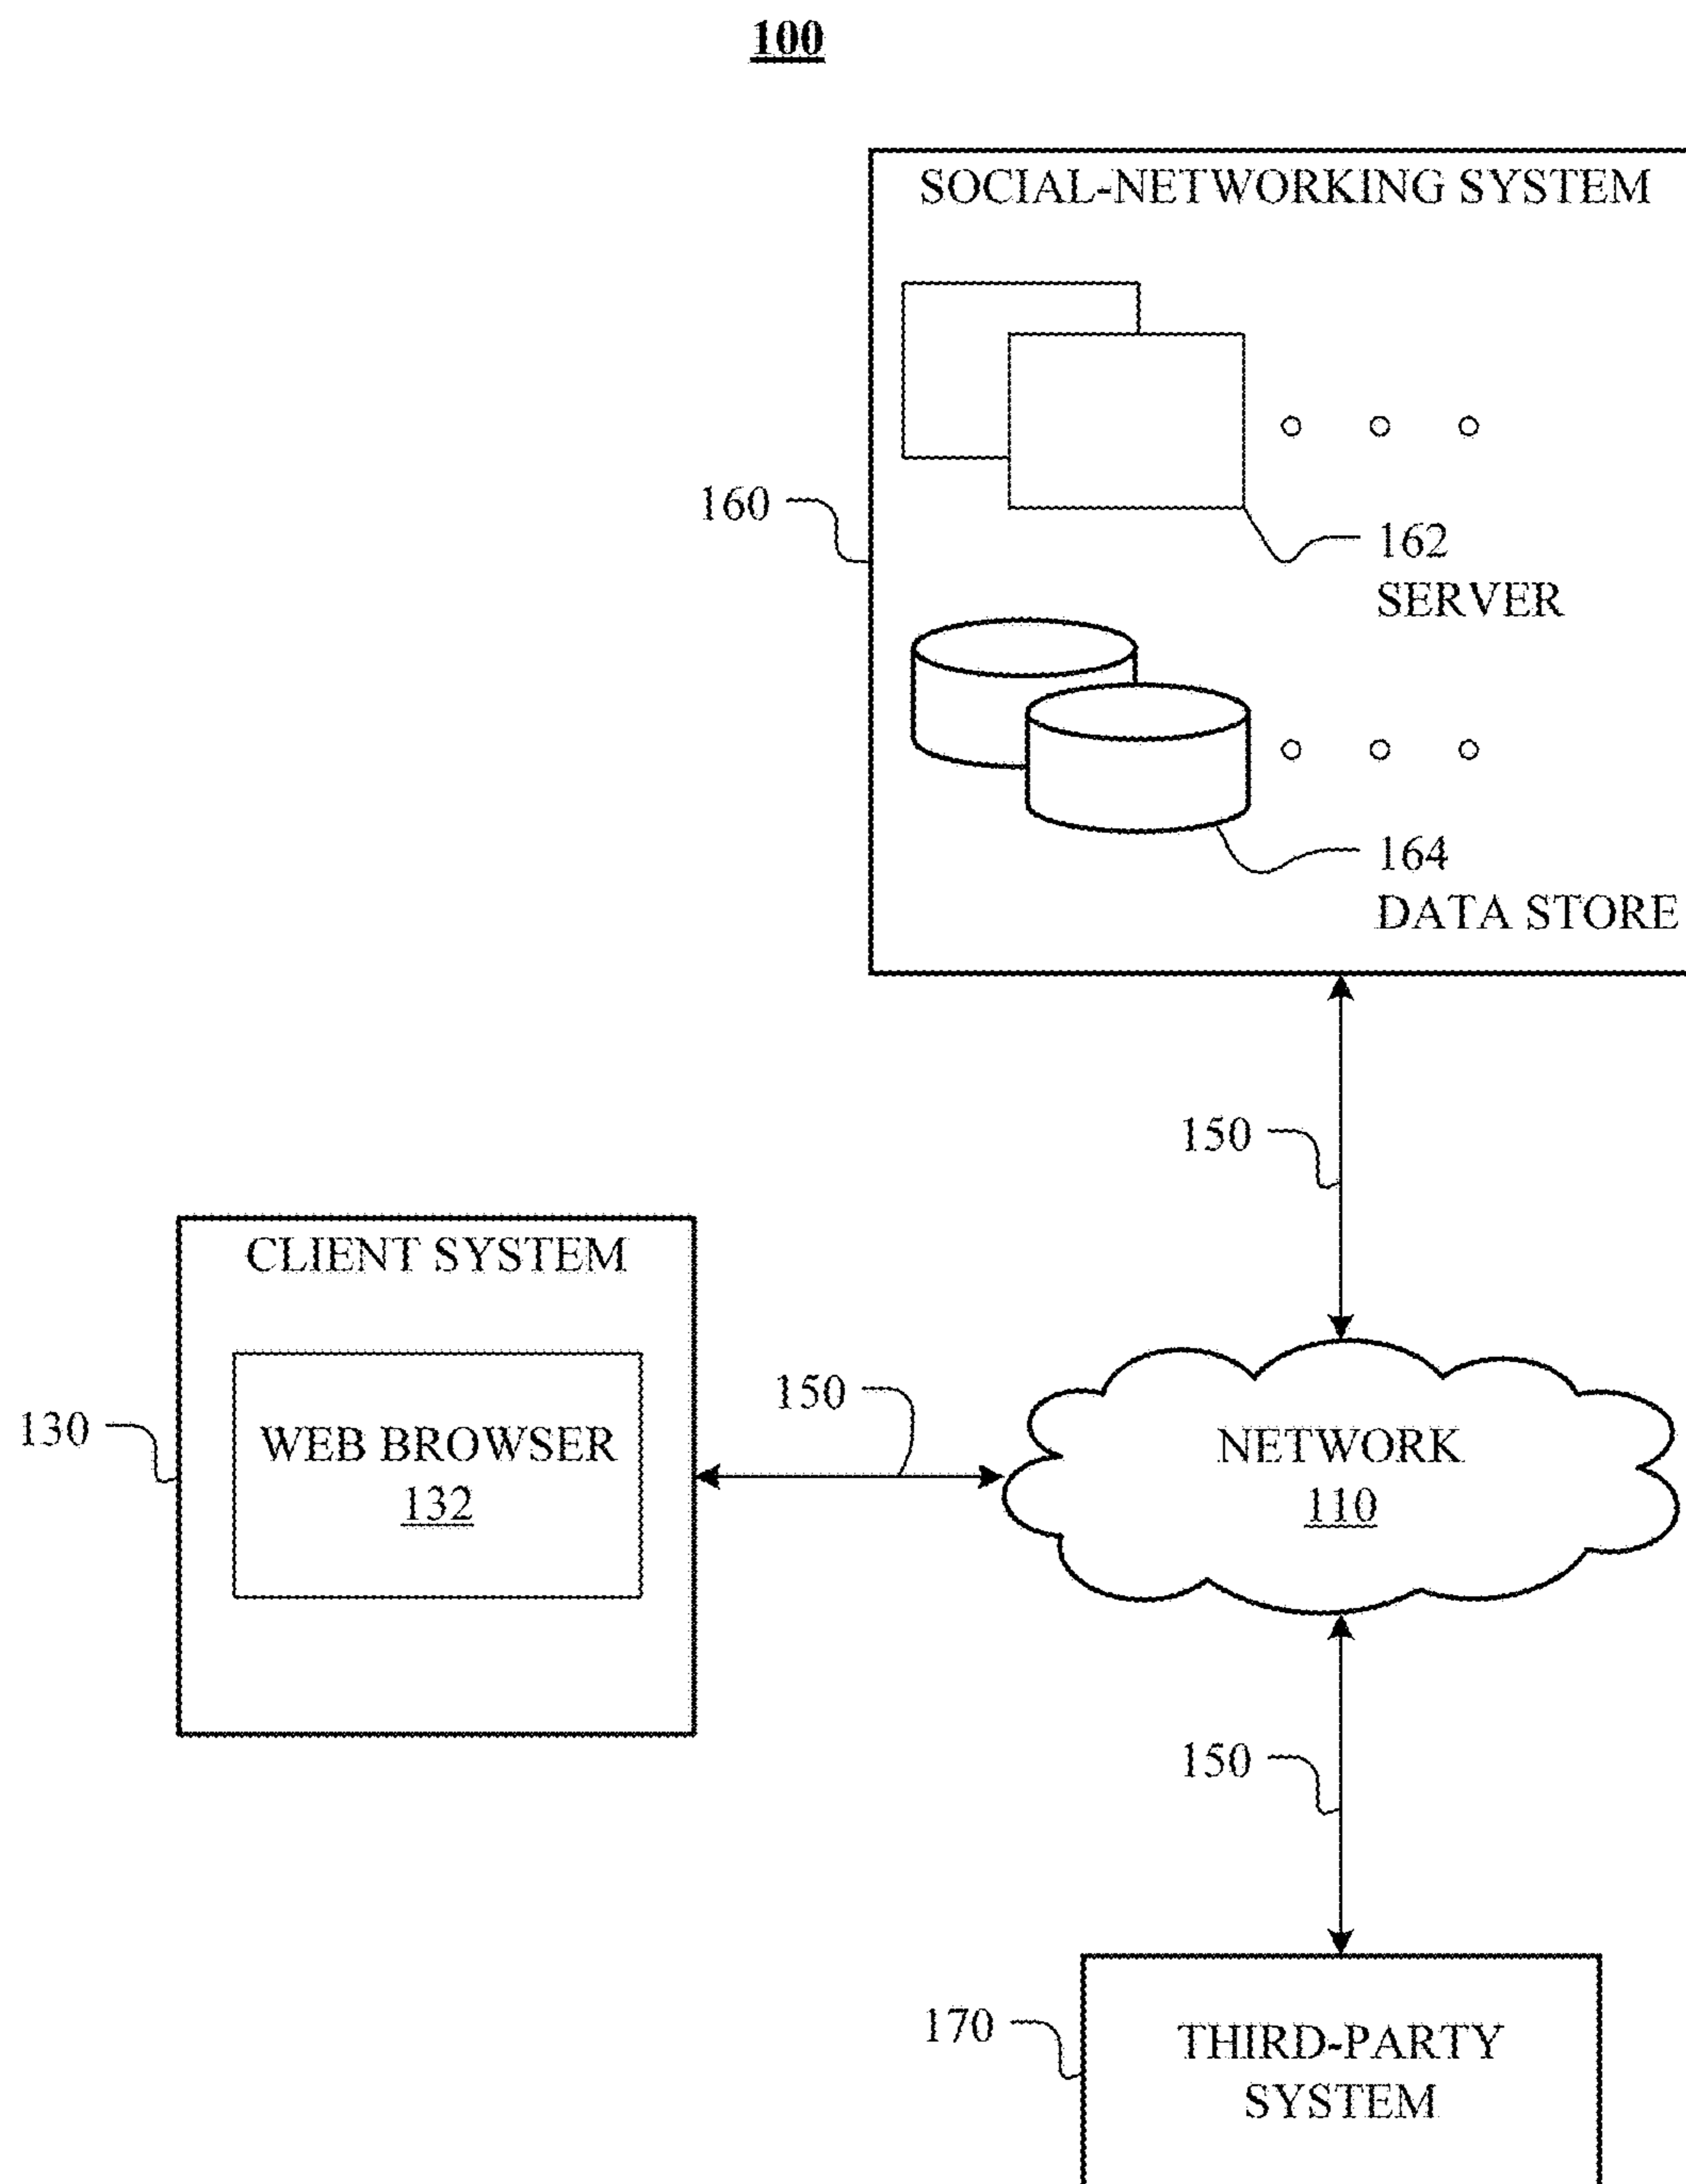 100
SOCIAL-NETWORKING SYSTEM
160
162
SERVER
164
DATA STORE
150
CLIENT SYSTEM
130
WEB BROWSER
132
150
NETWORK
110
150
170
THIRD-PARTY
SYSTEM